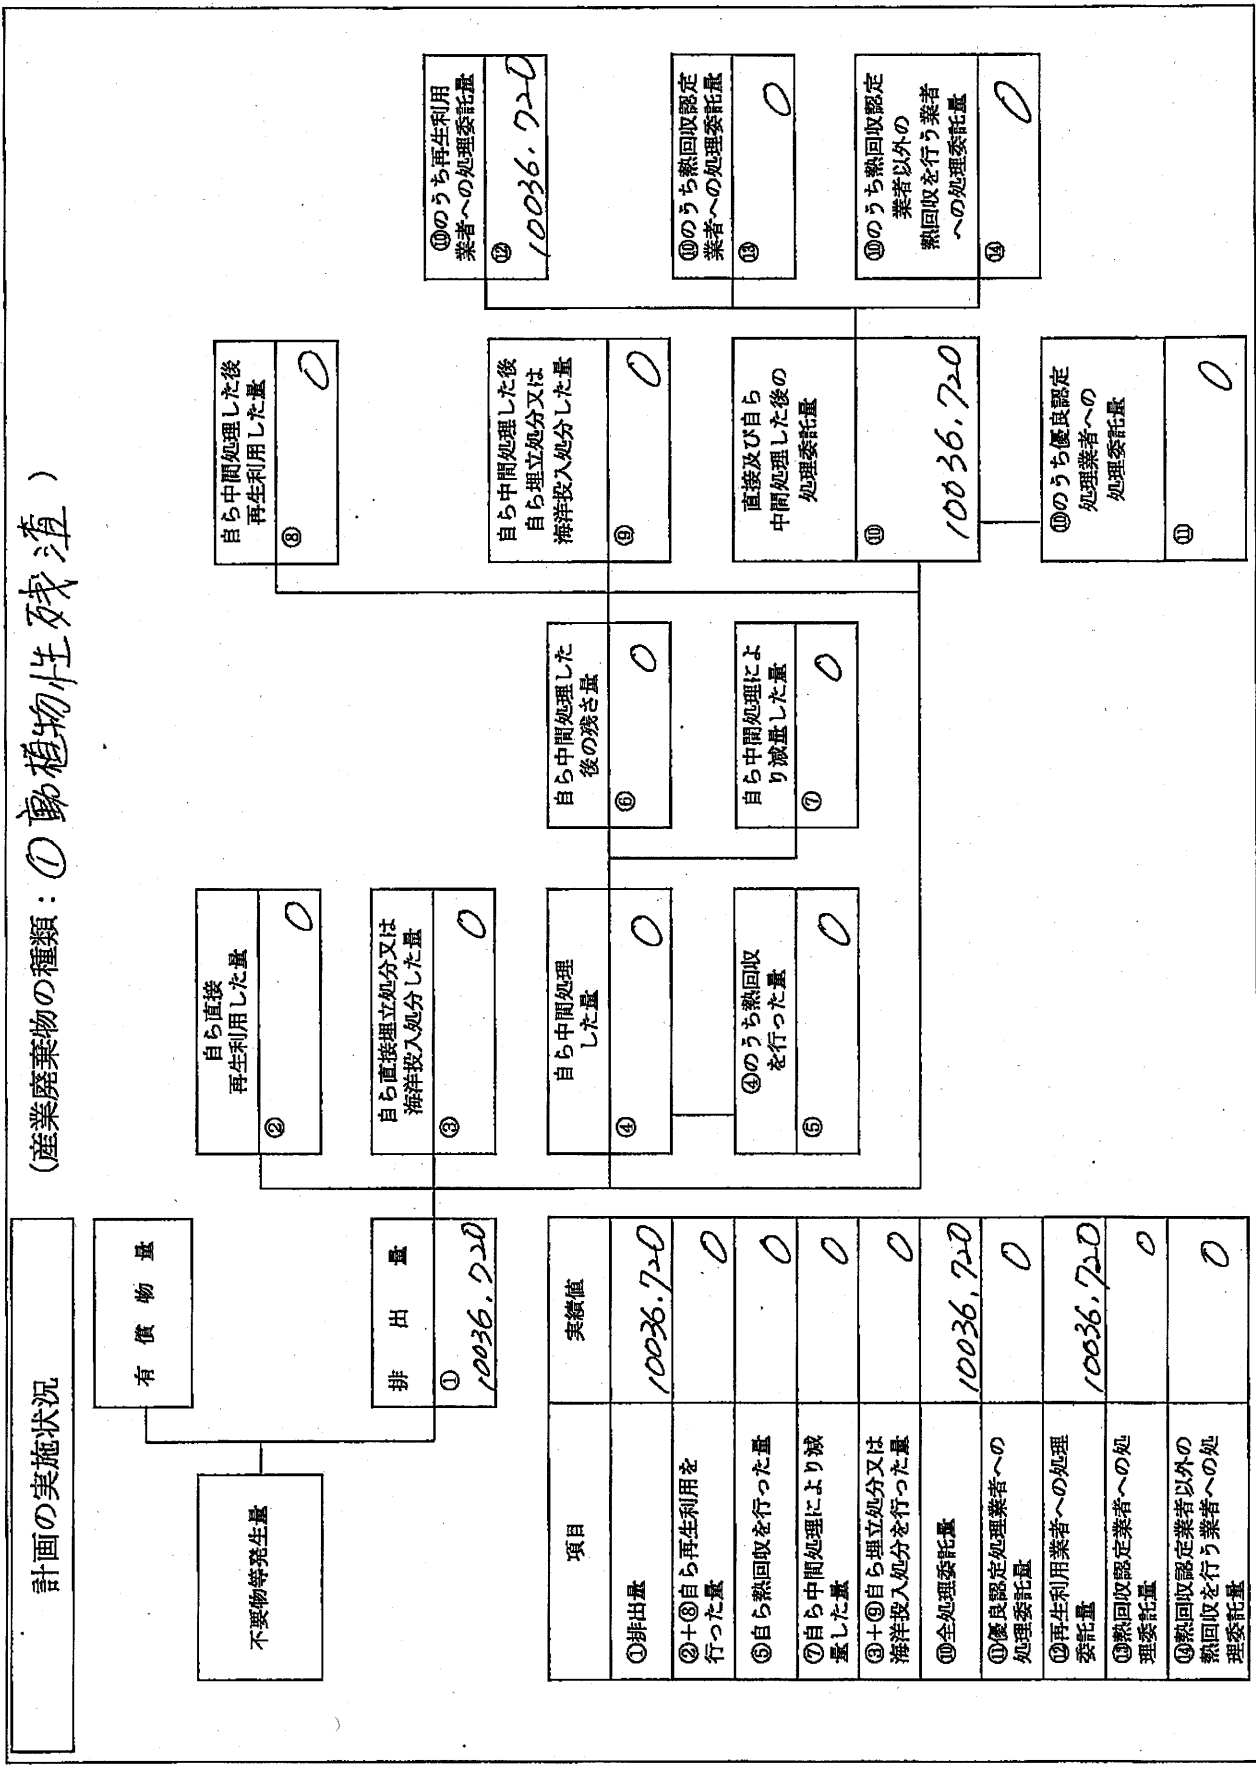 計画の実施状況
(産業廃棄物の種類：① 動植物性残渣 )
不要物等発生量
有償物量
排出量
①
10036.720
自ら直接
再生利用した量
②
0
自ら直接埋立処分又は
海洋投入処分した量
③
0
自ら中間処理
した量
④
0
④のうち熱回収
を行った量
⑤
0
自ら中間処理した
後の残さ量
⑥
0
自ら中間処理によ
り減量した量
⑦
0
自ら中間処理した後
再生利用した量
⑧
0
自ら中間処理した後
自ら埋立処分又は
海洋投入処分した量
⑨
0
直接及び自ら
中間処理した後の
処理委託量
⑩
10036.720
⑩のうち優良認定
処理業者への
処理委託量
⑪
0
⑩のうち再生利用
業者への処理委託量
⑫
10036.720
⑩のうち熱回収認定
業者への処理委託量
⑬
0
⑩のうち熱回収認定
業者以外の
熱回収を行う業者
への処理委託量
⑭
0
項目 実績値
①排出量 10036.720
②+⑧自ら再生利用を
行った量 0
⑤自ら熱回収を行った量 0
⑦自ら中間処理により減
量した量 0
③+⑨自ら埋立処分又は
海洋投入処分を行った量 0
⑩全処理委託量 10036.720
⑪優良認定処理業者への
処理委託量 0
⑫再生利用業者への処理
委託量 10036.720
⑬熱回収認定業者への処
理委託量 0
⑭熱回収認定業者以外の
熱回収を行う業者への処
理委託量 0